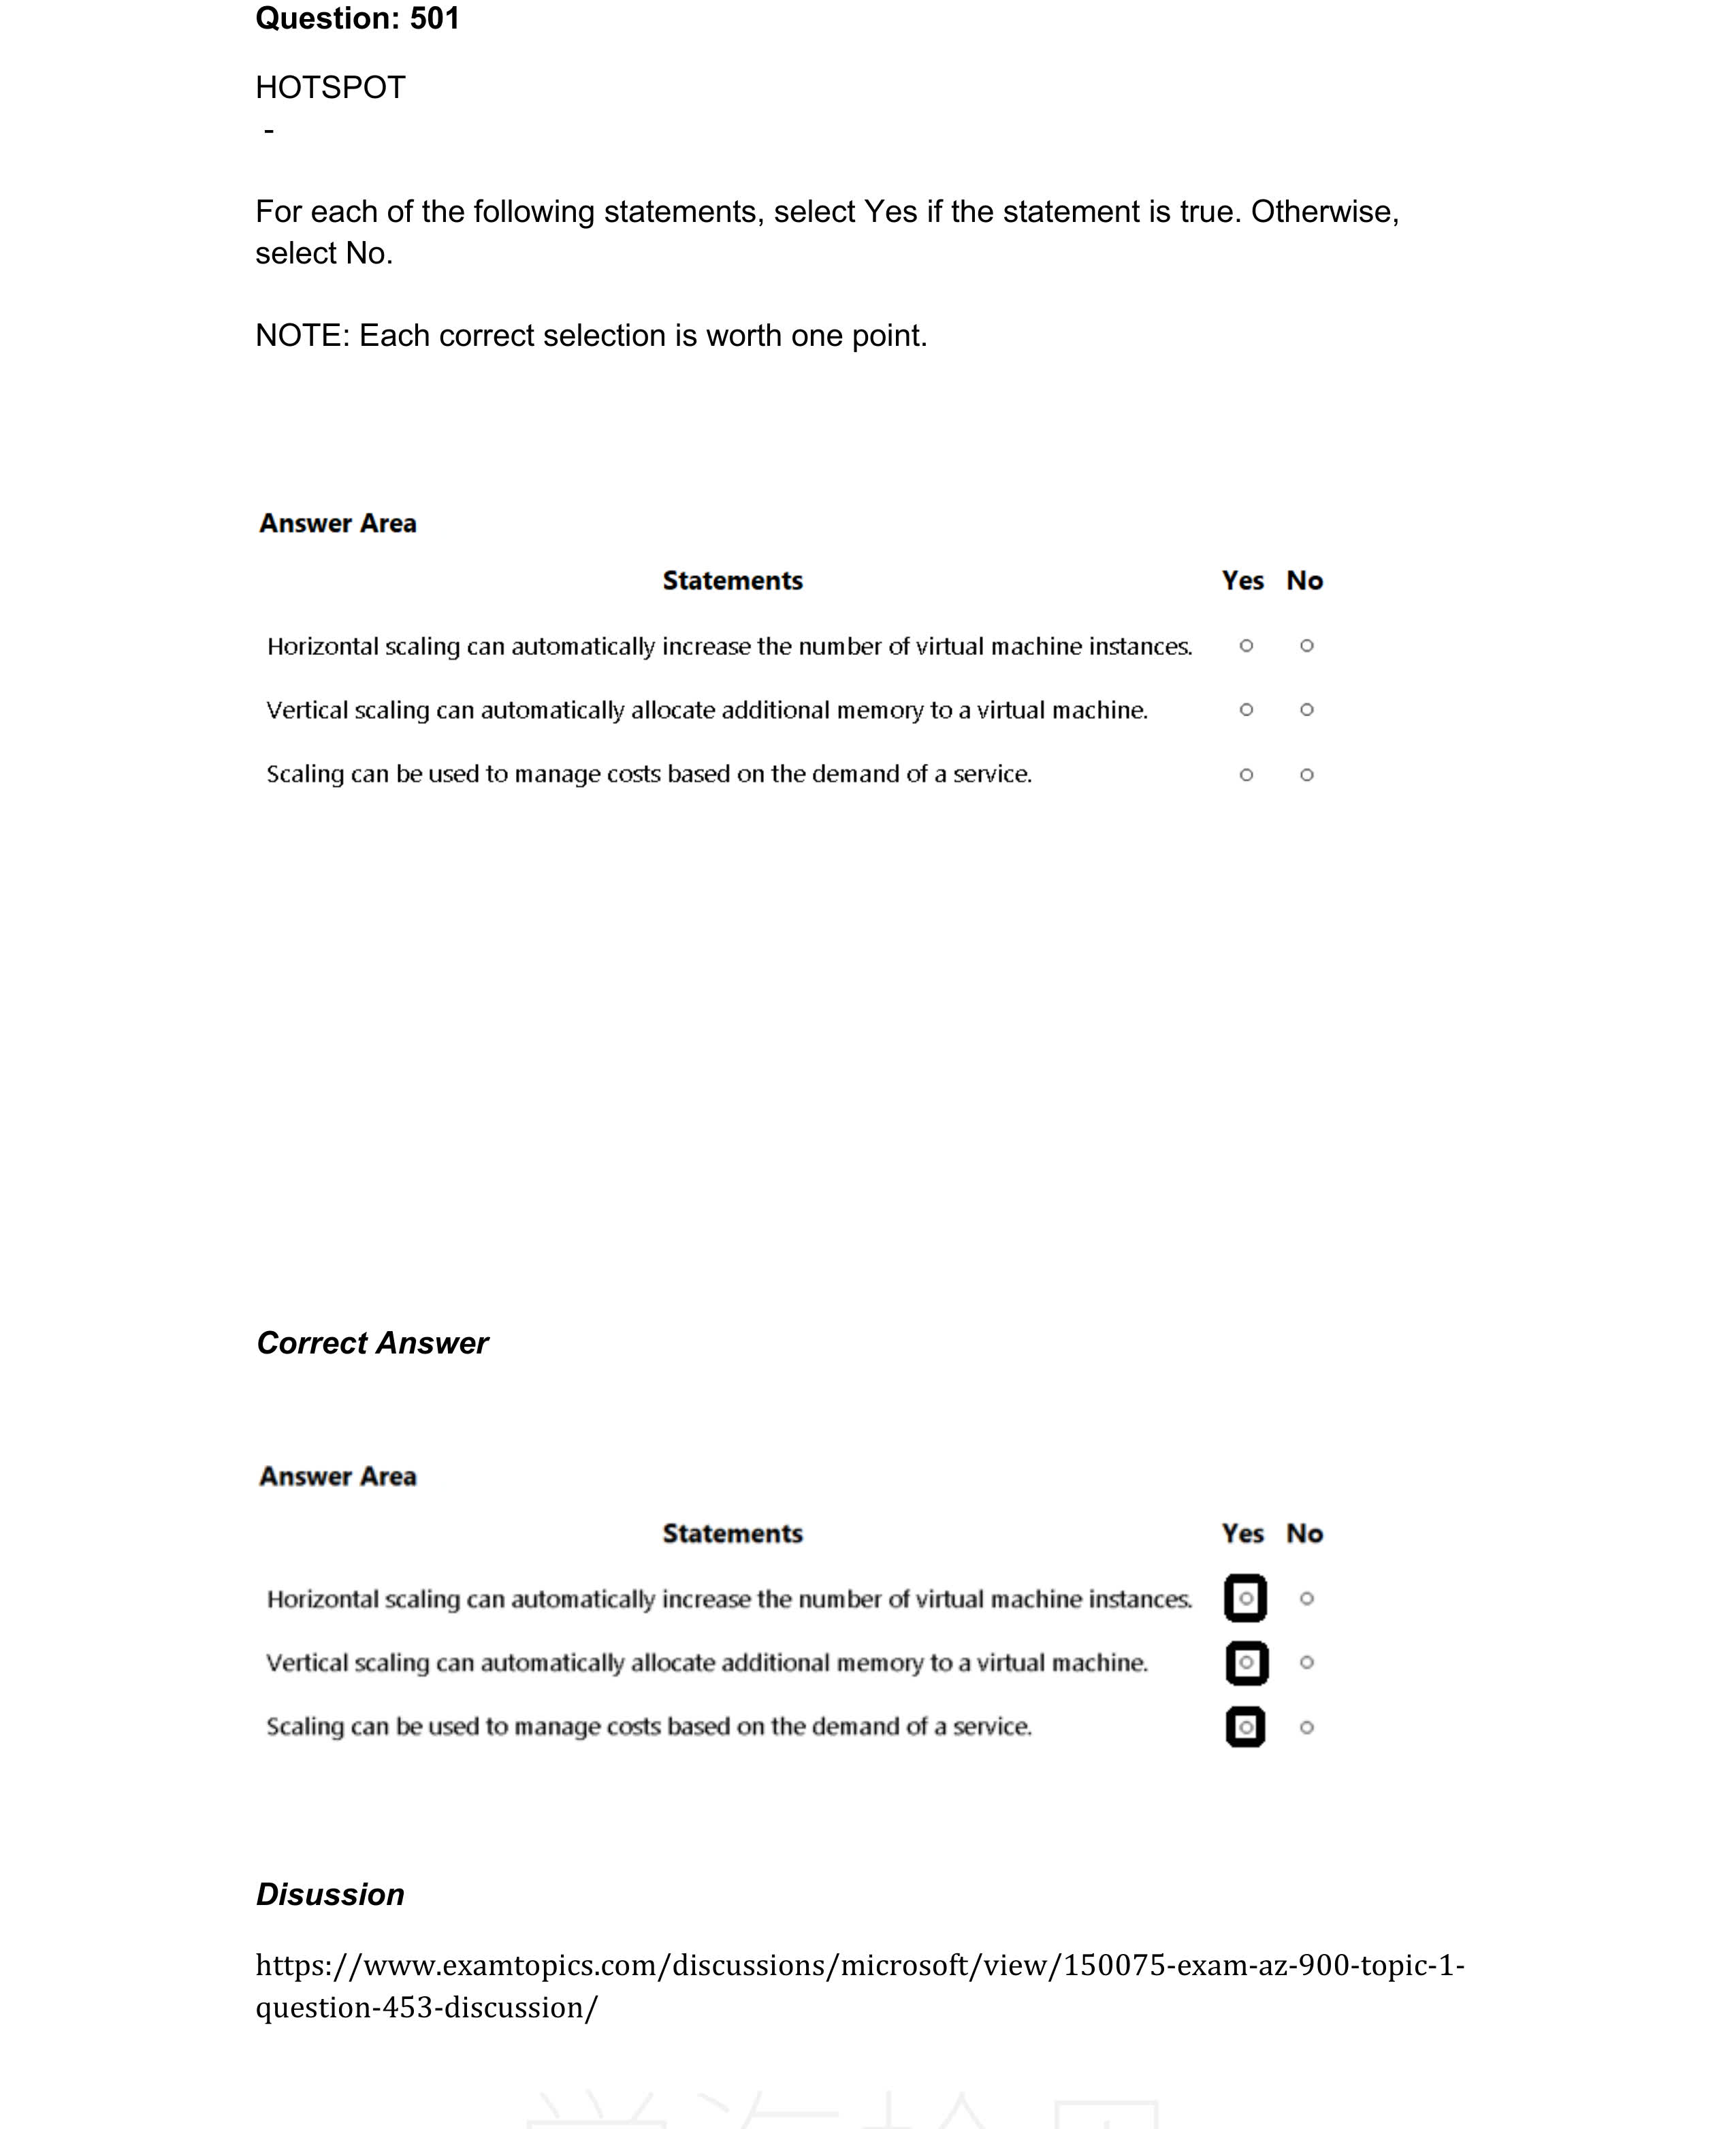 Question: 501
HOTSPOT
-
For each of the following statements, select Yes if the statement is true. Otherwise,
select No.
NOTE: Each correct selection is worth one point.
Answer Area
Statements Yes No
Horizontal scaling can automatically increase the number of virtual machine instances.
Vertical scaling can automatically allocate additional memory to a virtual machine.
Scaling can be used to manage costs based on the demand of a service.
Correct Answer
Answer Area
Statements Yes No
Horizontal scaling can automatically increase the number of virtual machine instances.
Vertical scaling can automatically allocate additional memory to a virtual machine.
Scaling can be used to manage costs based on the demand of a service.
Disussion
https://www.examtopics.com/discussions/microsoft/view/150075-exam-az-900-topic-1-
question-453-discussion/